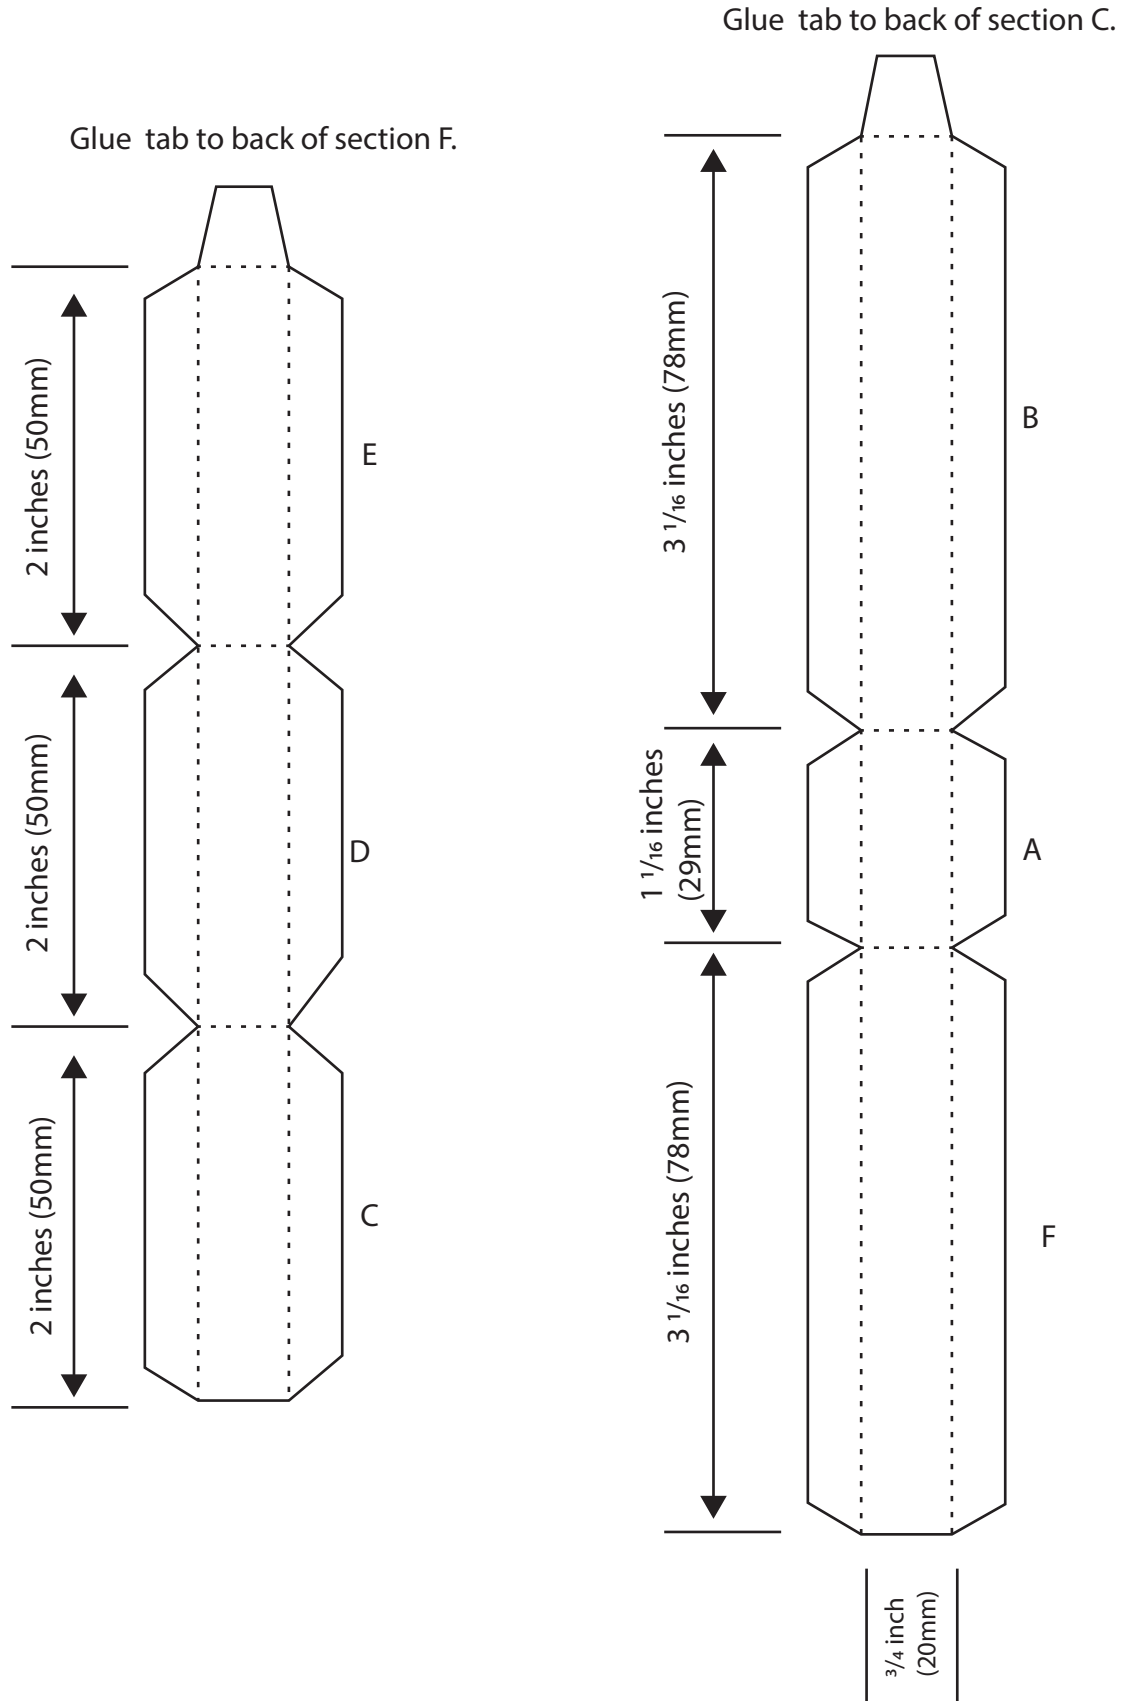 Glue tab to back of section C.
Glue tab to back of section F.
2 inches (50mm)
E
2 inches (50mm)
D
2 inches (50mm)
C
3 1/16 inches (78mm)
B
1 1/16 inches
(29mm)
A
3 1/16 inches (78mm)
F
3/4 inch
(20mm)